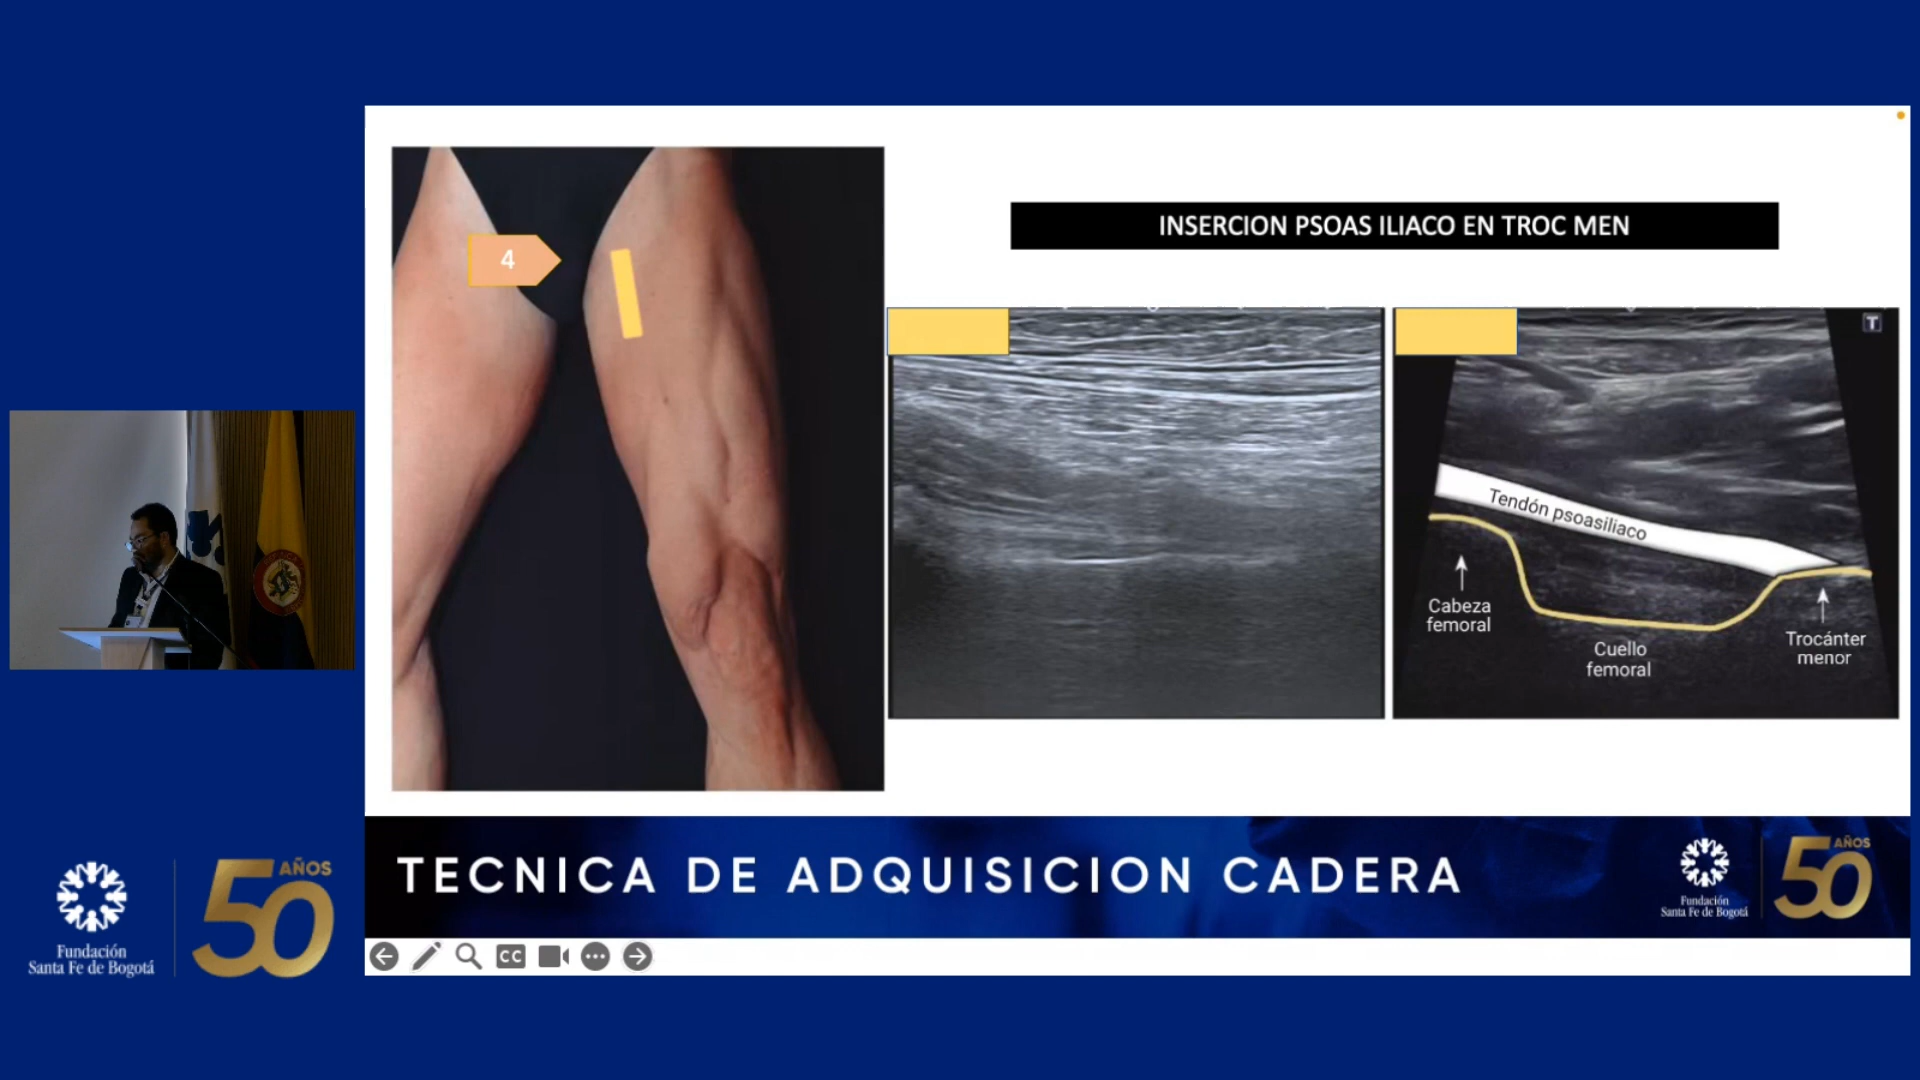 INSERCION PSOAS ILIACO EN TROC MEN
4
T
Tendón psoasiliaco
Cabeza
femoral
Cuello
femoral
Trocánter
menor
TECNICA DE ADQUISICION CADERA
Fundación
Santa Fe de Bogotá
50 AÑOS
CC
Fundación
Santa Fe de Bogotá
50 AÑOS